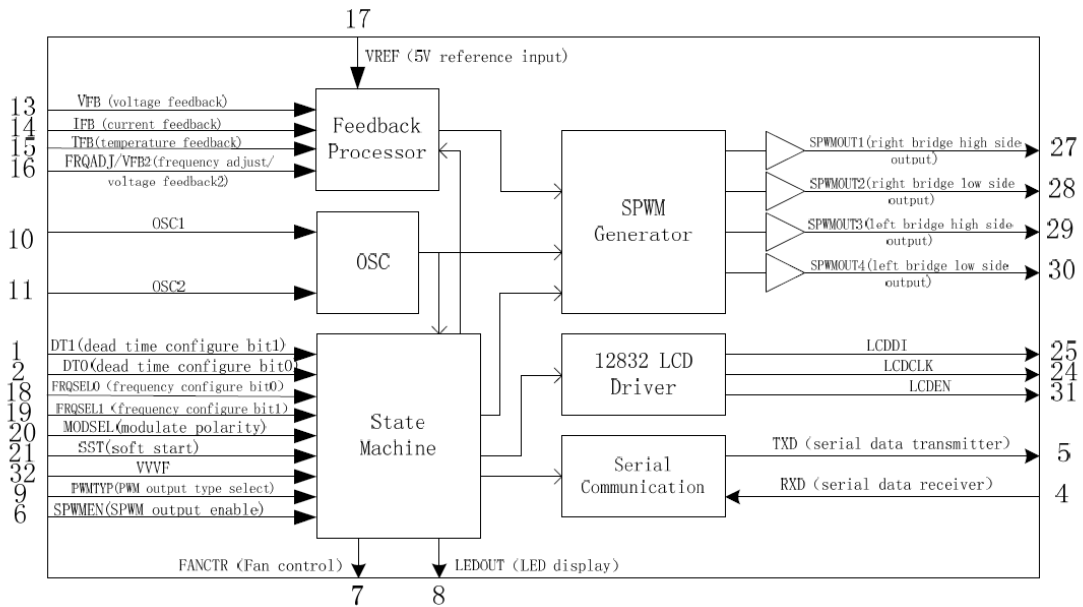 17
VREF (5V reference input)
13
VFB (voltage feedback)
14
IFB (current feedback)
15
TFB(temperature feedback)
16
FRQADJ/VFB2(frequency adjust/
voltage feedback2)
Feedback
Processor
10
OSC1
11
OSC2
OSC
SPWM
Generator
SPWMOUT1(right bridge high side
output)
27
SPWMOUT2(right bridge low side
output)
28
SPWMOUT3(left bridge high side
output)
29
SPWMOUT4(left bridge low side
output)
30
1
DT1(dead time configure bit1)
2
DT0(dead time configure bit0)
18
FRQSEL0 (frequency configure bit0)
19
FRQSEL1 (frequency configure bit1)
20
MODSEL(modulate polarity)
21
SST(soft start)
32
VVVF
9
PWMTYP(PWM output type select)
6
SPWMEN(SPWM output enable)
State
Machine
12832 LCD
Driver
LCDDI
25
LCDCLK
24
LCDEN
31
Serial
Communication
TXD (serial data transmitter)
5
RXD (serial data receiver)
4
FANCTR (Fan control)
7
LEDOUT (LED display)
8